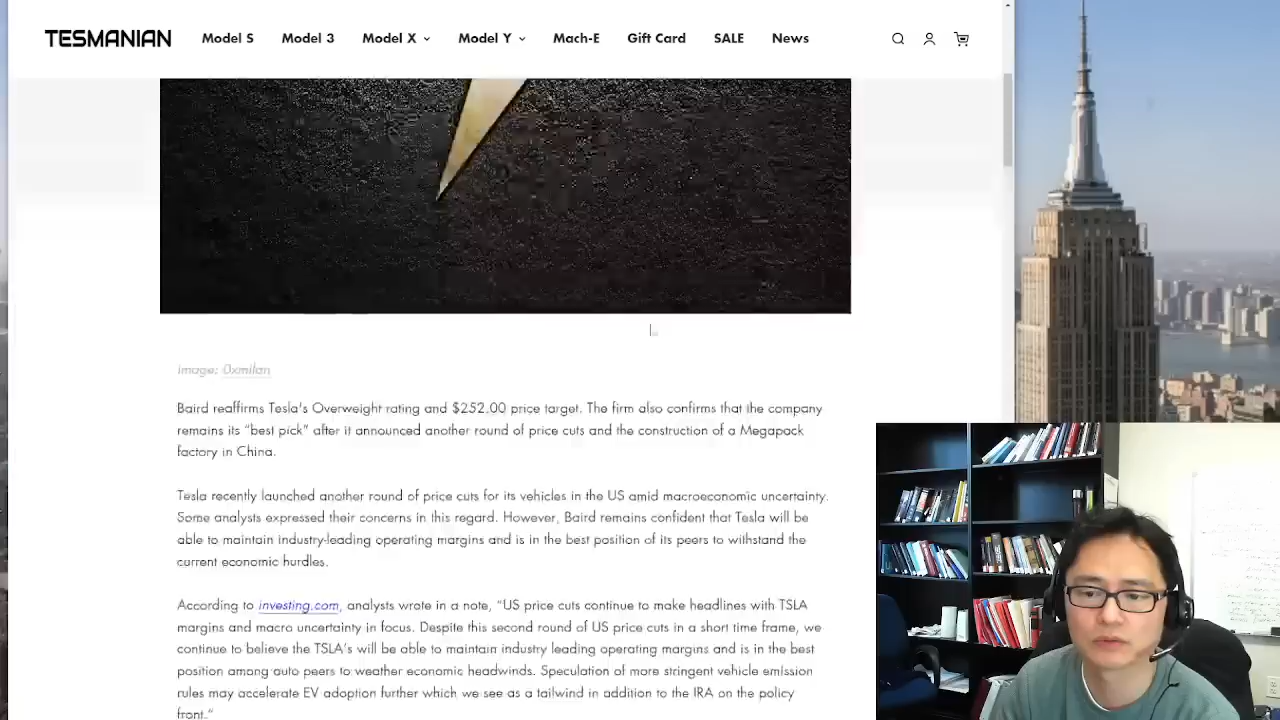 TESMANIAN Model S Model 3 Model X Model Y Mach-E Gift Card SALE News
image: 0xmilan
Baird reaffirms Tesla's Overweight rating and $252.00 price target. The firm also confirms that the company
remains its "best pick" after it announced another round of price cuts and the construction of a Megapack
factory in China.
Tesla recently launched another round of price cuts for its vehicles in the US amid macroeconomic uncertainty.
Some analysts expressed their concerns in this regard. However, Baird remains confident that Tesla will be
able to maintain industry-leading operating margins and is in the best position of its peers to withstand the
current economic hurdles.
According to investing.com, analysts wrote in a note, "US price cuts continue to make headlines with TSLA
margins and macro uncertainty in focus. Despite this second round of US price cuts in a short time frame, we
continue to believe the TSLA's will be able to maintain industry leading operating margins and is in the best
position among auto peers to weather economic headwinds. Speculation of more stringent vehicle emission
rules may accelerate EV adoption further which we see as a tailwind in addition to the IRA on the policy
front."